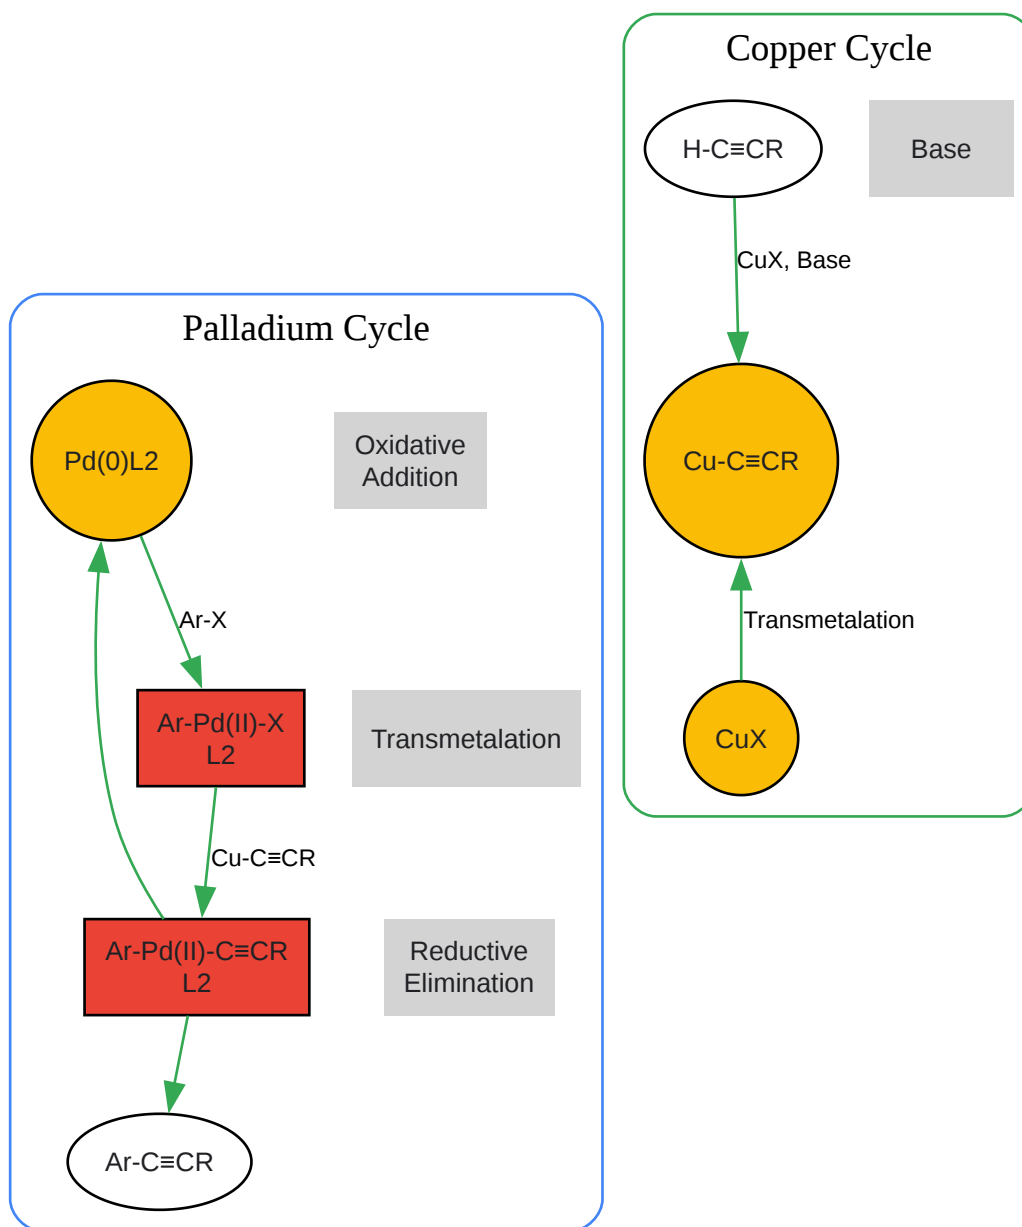 Copper Cycle
H-C≡CR
Base
CuX, Base
Cu-C≡CR
Transmetalation
CuX
Palladium Cycle
Pd(0)L2
Oxidative
Addition
Ar-X
Ar-Pd(II)-X
L2
Transmetalation
Cu-C≡CR
Ar-Pd(II)-C≡CR
L2
Reductive
Elimination
Ar-C≡CR